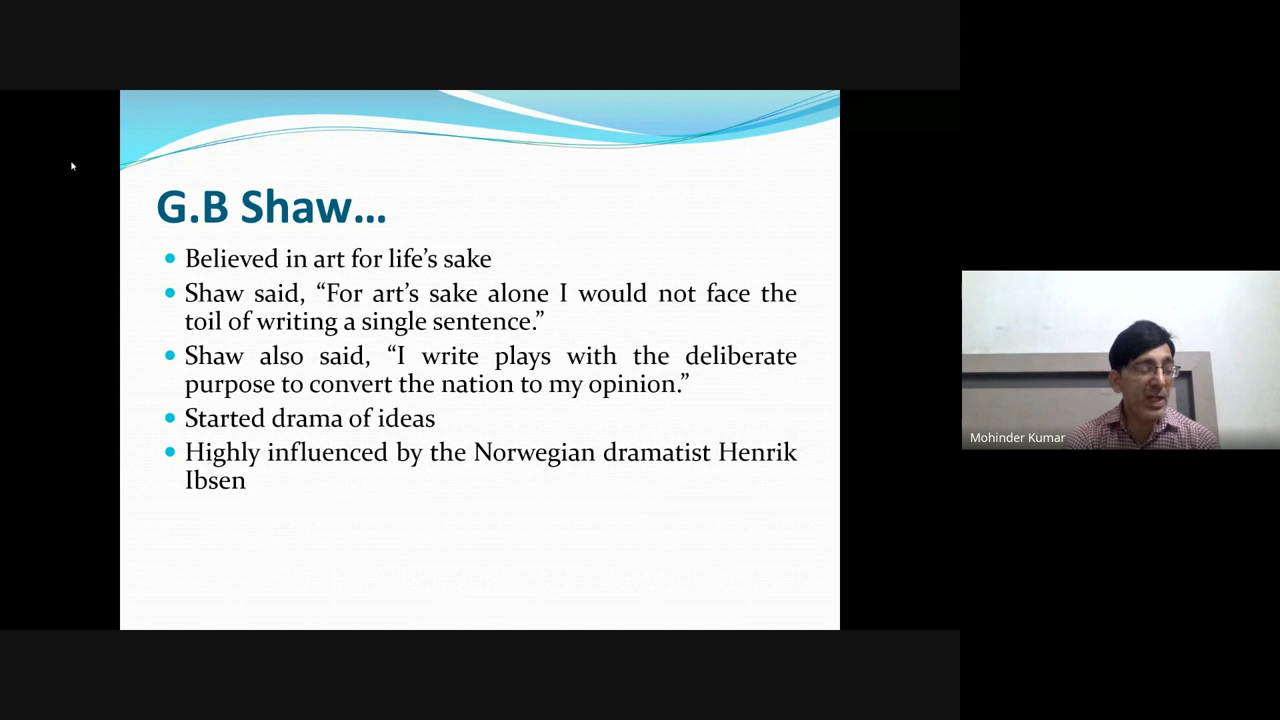 G.B Shaw…
Believed in art for life’s sake
Shaw said, “For art’s sake alone I would not face the
toil of writing a single sentence.”
Shaw also said, “I write plays with the deliberate
purpose to convert the nation to my opinion.”
Started drama of ideas
Highly influenced by the Norwegian dramatist Henrik
Ibsen
Mohinder Kumar